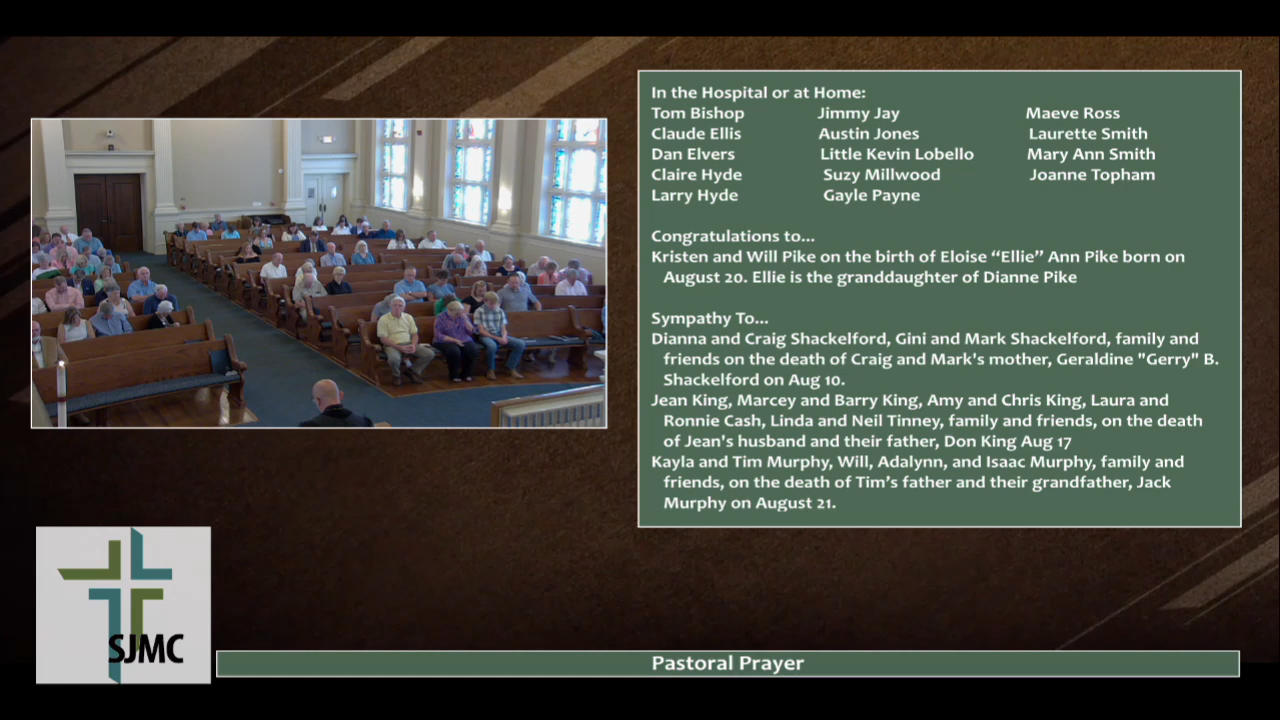 In the Hospital or at Home:
Tom Bishop Jimmy Jay Maeve Ross
Claude Ellis Austin Jones Laurette Smith
Dan Elvers Little Kevin Lobello Mary Ann Smith
Claire Hyde Suzy Millwood Joanne Topham
Larry Hyde Gayle Payne
Congratulations to...
Kristen and Will Pike on the birth of Eloise “Ellie” Ann Pike born on
August 20. Ellie is the granddaughter of Dianne Pike
Sympathy To...
Dianna and Craig Shackelford, Gini and Mark Shackelford, family and
friends on the death of Craig and Mark's mother, Geraldine "Gerry" B.
Shackelford on Aug 10.
Jean King, Marcey and Barry King, Amy and Chris King, Laura and
Ronnie Cash, Linda and Neil Tinney, family and friends, on the death
of Jean's husband and their father, Don King Aug 17
Kayla and Tim Murphy, Will, Adalynn, and Isaac Murphy, family and
friends, on the death of Tim’s father and their grandfather, Jack
Murphy on August 21.
SJMC
Pastoral Prayer